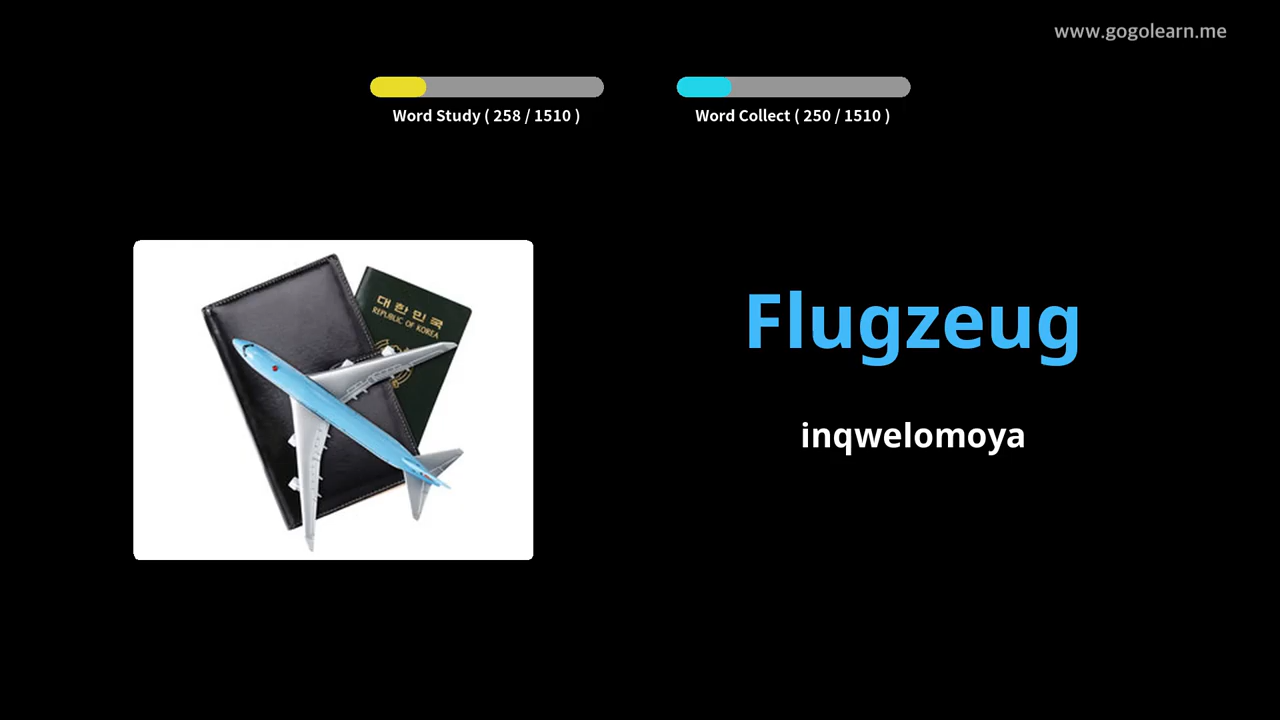 www.gogolearn.me
Word Study ( 258 / 1510 )
Word Collect ( 250 / 1510 )
대한민국
REPUBLIC OF KOREA
Flugzeug
inqwelomoya